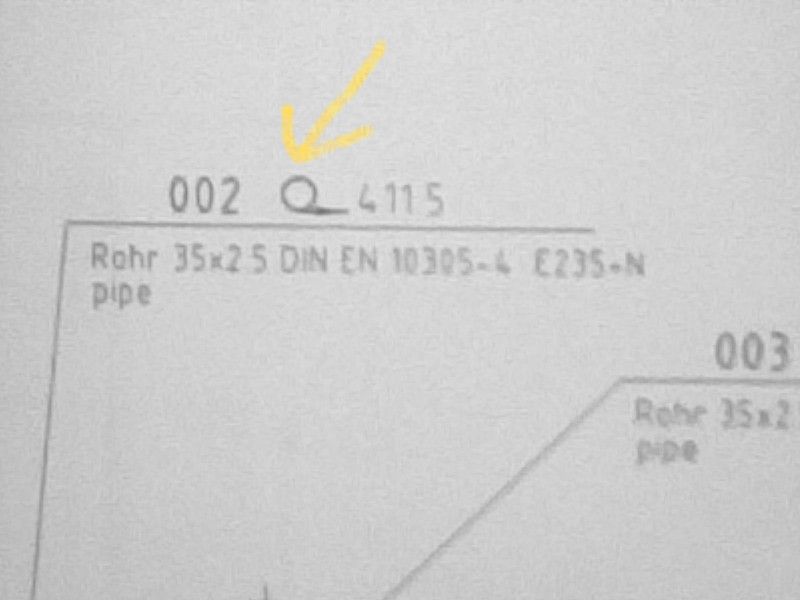 002 4115
Rohr 35x2 5 DIN EN 10305-4 E235+N
pipe
003
Rohr 35x2
pipe